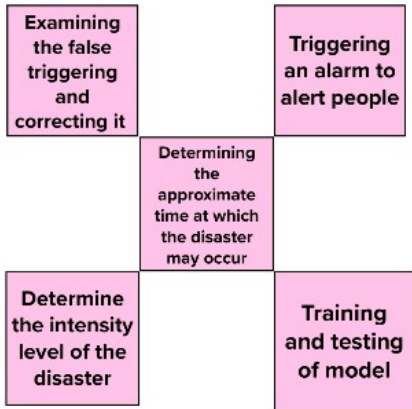 Examining
the false
triggering
and
correcting it
Triggering
an alarm to
alert people
Determining
the
approximate
time at which
the disaster
may occur
Determine
the intensity
level of the
disaster
Training
and testing
of model